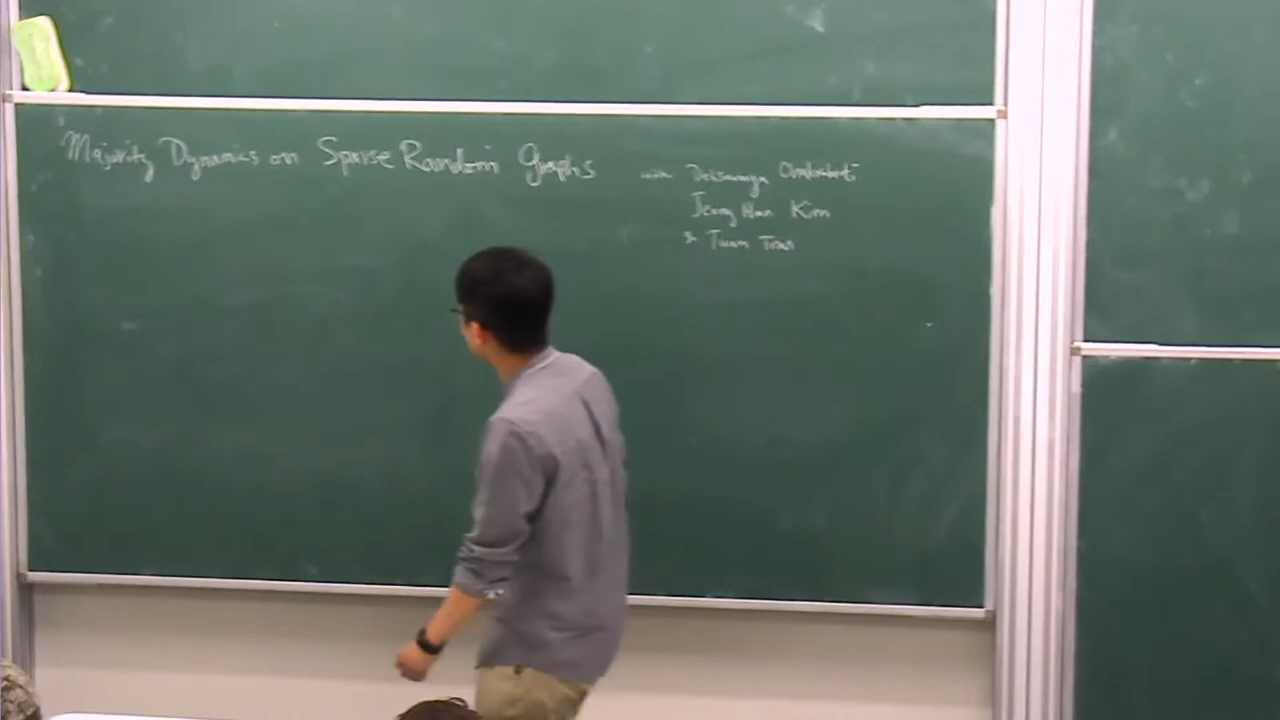 Majority Dynamics on Sparse Random Graphs
with Debsoumya Chakraborti
Jeong Han Kim
& Tuan Tran